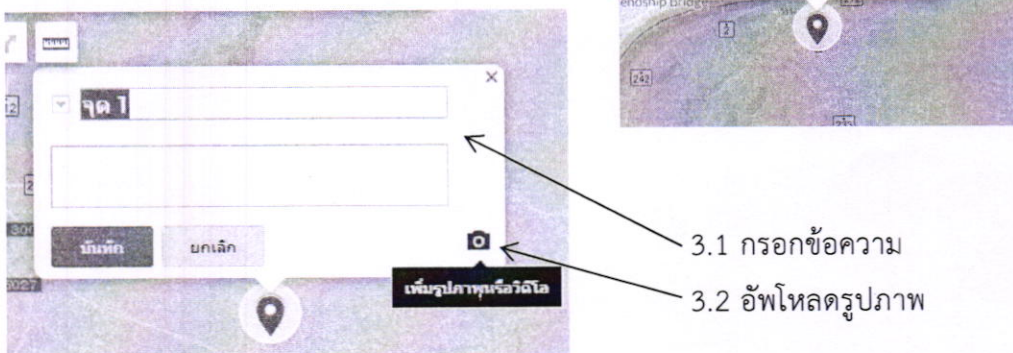 จุด 1
บันทึก
ยกเลิก
เพิ่มรูปภาพหรือวิดีโอ
2
242
3.1 กรอกข้อความ
3.2 อัพโหลดรูปภาพ